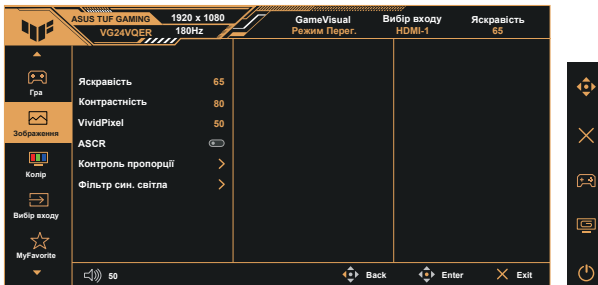 ASUS TUF GAMING 1920 x 1080
VG24VQER 180Hz
GameVisual
Режим Перег.
Вибір входу
HDMI-1
Яскравість
65
Гра
Зображення
Колір
Вибір входу
MyFavorite
Яскравість 65
Контрастність 80
VividPixel 50
ASCR
Контроль пропорції
Фільтр син. світла
50
Back
Enter
Exit